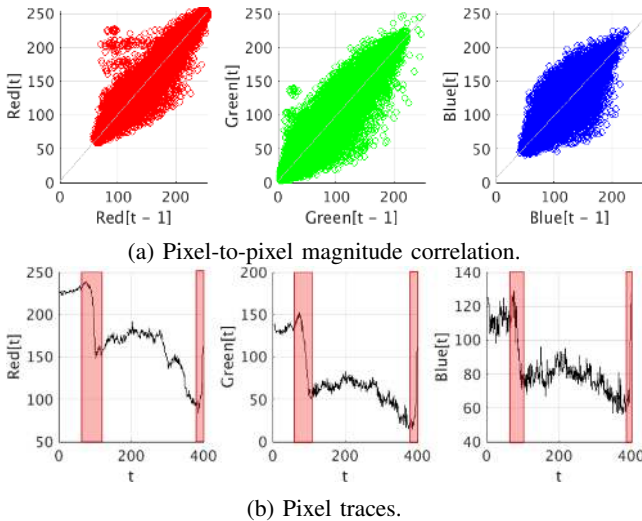 250
200
150
100
50
0
Red[t]
0 100 200
Red[t - 1]
250
200
150
100
50
0
Green[t]
0 100 200
Green[t - 1]
250
200
150
100
50
0
Blue[t]
0 100 200
Blue[t - 1]
(a) Pixel-to-pixel magnitude correlation.
250
200
150
100
50
Red[t]
0 200 400
t
200
150
100
50
0
Green[t]
0 200 400
t
140
120
100
80
60
40
Blue[t]
0 200 400
t
(b) Pixel traces.